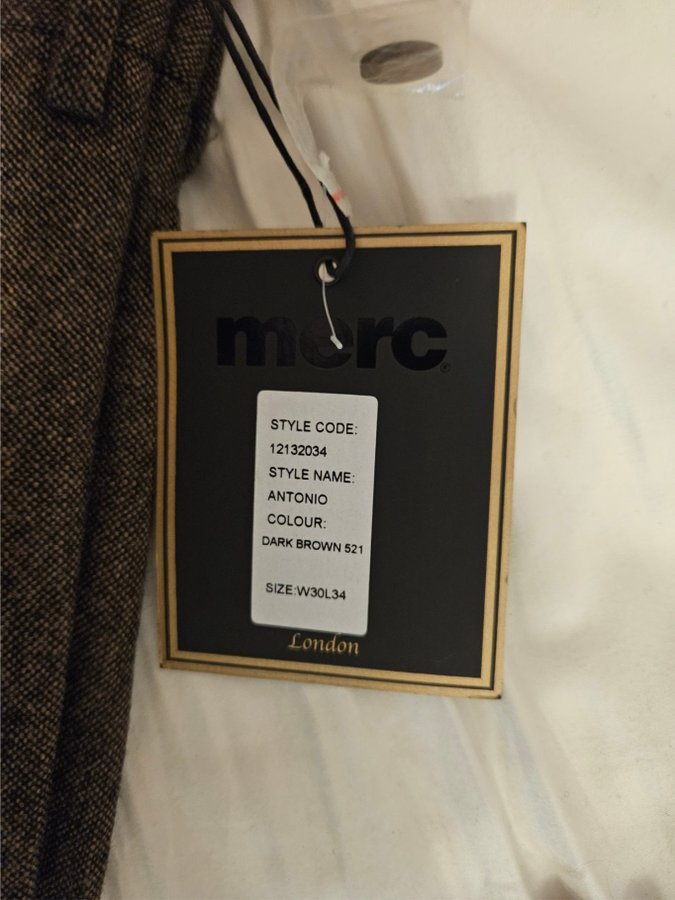 merc®
STYLE CODE:
12132034
STYLE NAME:
ANTONIO
COLOUR:
DARK BROWN 521
SIZE:W30L34
London